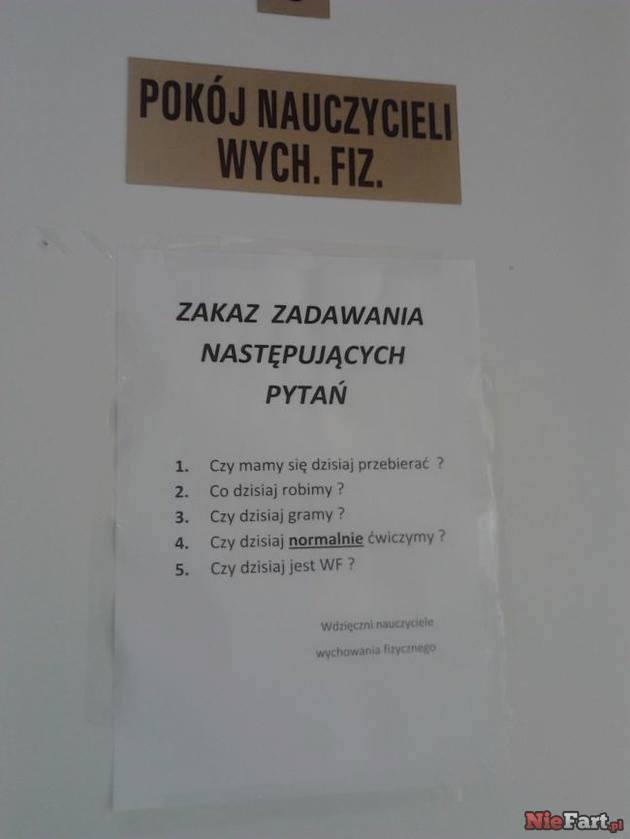 POKÓJ NAUCZYCIELI
WYCH. FIZ.
ZAKAZ ZADAWANIA
NASTĘPUJĄCYCH
PYTAŃ
1. Czy mamy się dzisiaj przebierać ?
2. Co dzisiaj robimy ?
3. Czy dzisiaj gramy ?
4. Czy dzisiaj normalnie ćwiczymy ?
5. Czy dzisiaj jest WF ?
Wdzięczni nauczyciele
wychowania fizycznego
NieFart.pl